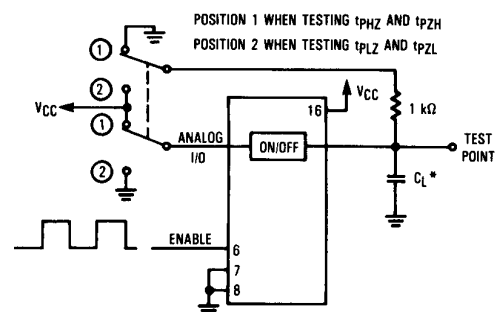 POSITION 1 WHEN TESTING tPHZ AND tPZH
POSITION 2 WHEN TESTING tPLZ AND tPZL
1
2
VCC
1
2
ANALOG
I/O
ON/OFF
16
VCC
1 kΩ
TEST
POINT
CL*
ENABLE
6
7
8